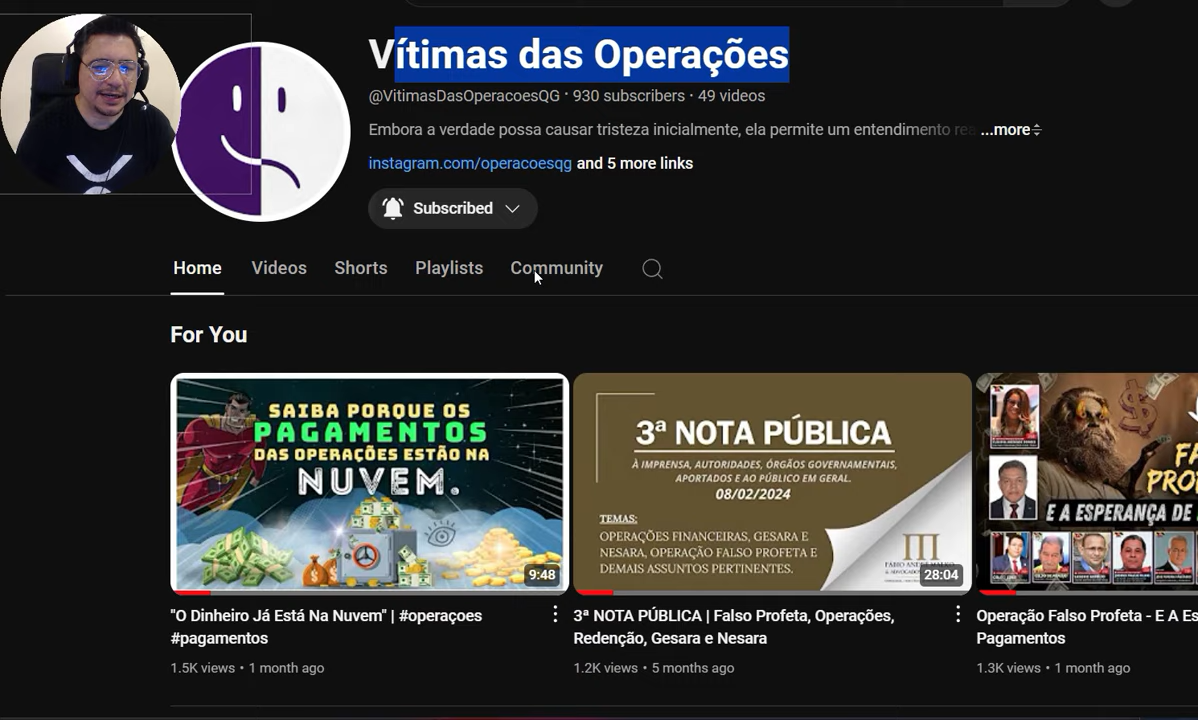 Vítimas das Operações
@VitimasDasOperacoesQG · 930 subscribers · 49 videos
Embora a verdade possa causar tristeza inicialmente, ela permite um entendimento ...more
instagram.com/operacoesqg and 5 more links
Subscribed
Home Videos Shorts Playlists Community
For You
SAIBA PORQUE OS
PAGAMENTOS
DAS OPERAÇÕES ESTÃO NA
NUVEM.
9:48
3ª NOTA PÚBLICA
À IMPRENSA, AUTORIDADES, ÓRGÃOS GOVERNAMENTAIS,
APORTADOS E AO PÚBLICO EM GERAL.
08/02/2024
TEMAS:
OPERAÇÕES FINANCEIRAS, GESARA E
NESARA, OPERAÇÃO FALSO PROFETA E
DEMAIS ASSUNTOS PERTINENTES.
28:04
E A ESPERANÇA DE
"O Dinheiro Já Está Na Nuvem" | #operaçoes
#pagamentos
1.5K views · 1 month ago
3ª NOTA PÚBLICA | Falso Profeta, Operações,
Redenção, Gesara e Nesara
1.2K views · 5 months ago
Operação Falso Profeta - E A Es
Pagamentos
1.3K views · 1 month ago